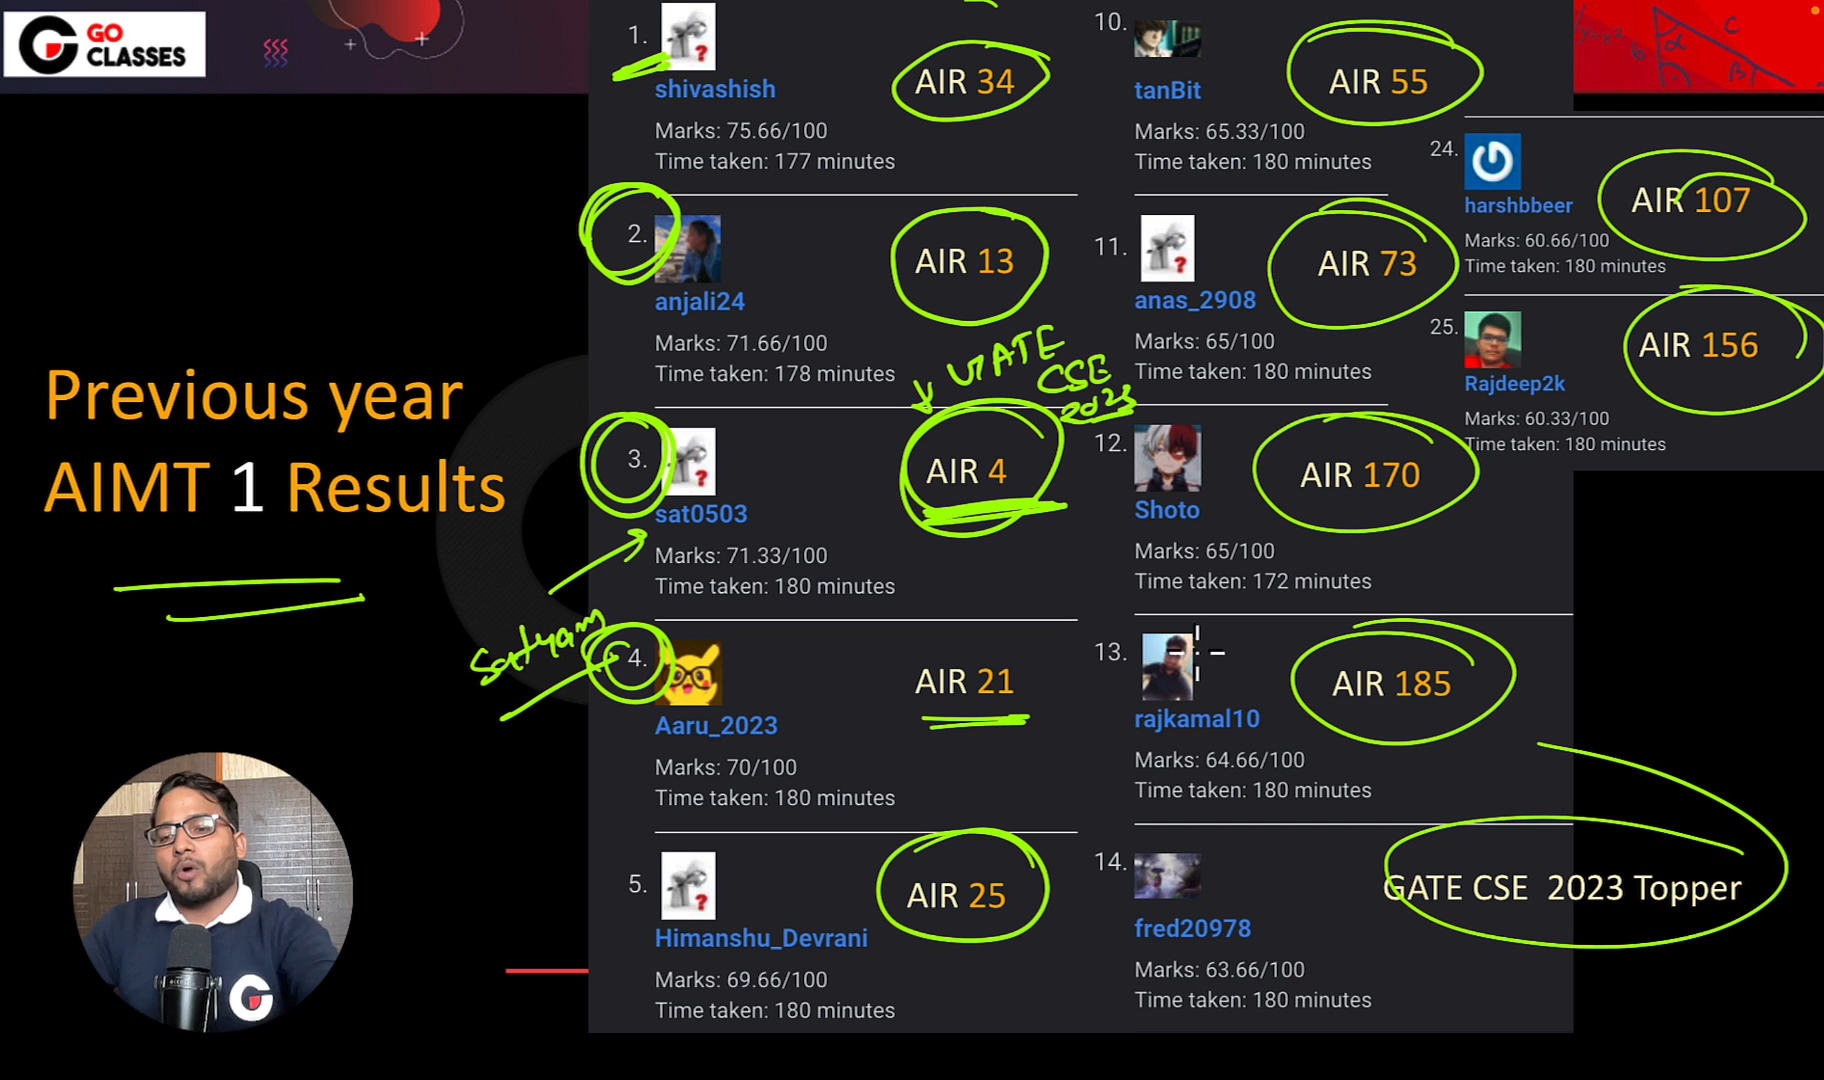 GO
CLASSES
Previous year
AIMT 1 Results
1.
shivashish
Marks: 75.66/100
Time taken: 177 minutes
AIR 34
2.
anjali24
Marks: 71.66/100
Time taken: 178 minutes
AIR 13
GATE
CSE
2023
3.
sat0503
Marks: 71.33/100
Time taken: 180 minutes
AIR 4
Satyam
4.
Aaru_2023
Marks: 70/100
Time taken: 180 minutes
AIR 21
5.
Himanshu_Devrani
Marks: 69.66/100
Time taken: 180 minutes
AIR 25
10.
tanBit
Marks: 65.33/100
Time taken: 180 minutes
AIR 55
11.
anas_2908
Marks: 65/100
Time taken: 180 minutes
AIR 73
12.
Shoto
Marks: 65/100
Time taken: 172 minutes
AIR 170
13.
rajkamal10
Marks: 64.66/100
Time taken: 180 minutes
AIR 185
14.
fred20978
Marks: 63.66/100
Time taken: 180 minutes
GATE CSE 2023 Topper
24.
harshbbeer
Marks: 60.66/100
Time taken: 180 minutes
AIR 107
25.
Rajdeep2k
Marks: 60.33/100
Time taken: 180 minutes
AIR 156
C
α
β